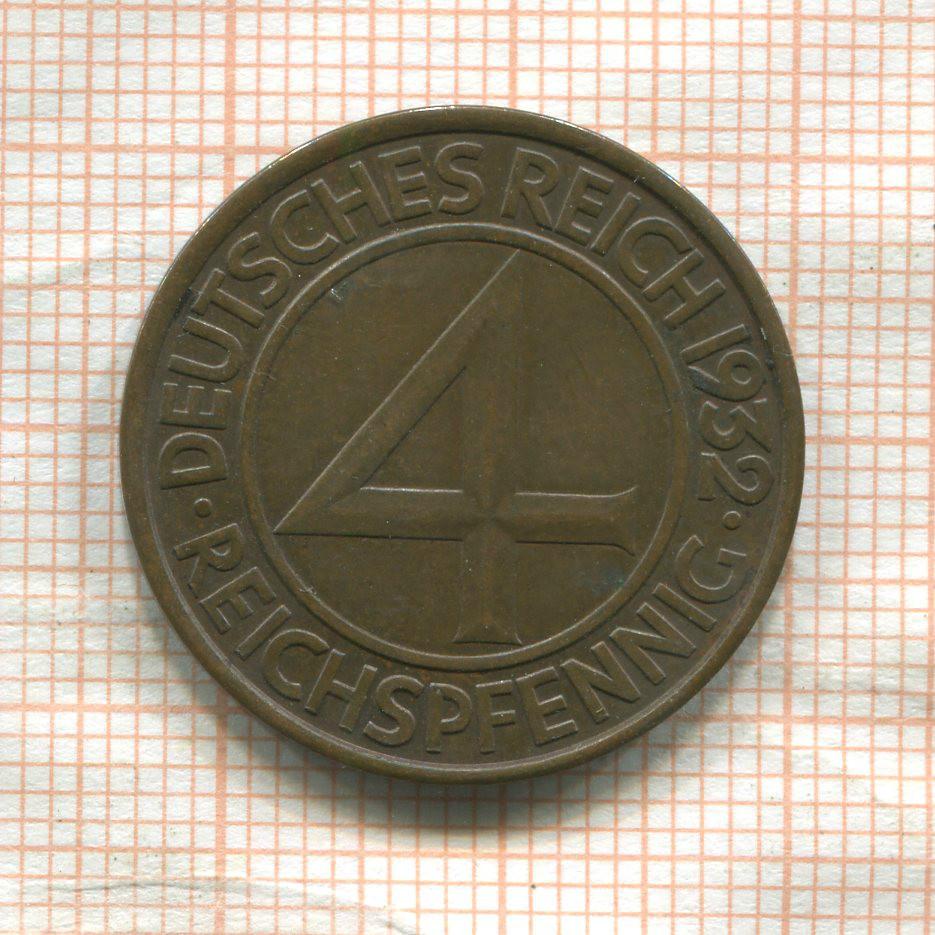 DEUTSCHES REICH 1932
· REICHSPFENNIG ·
4